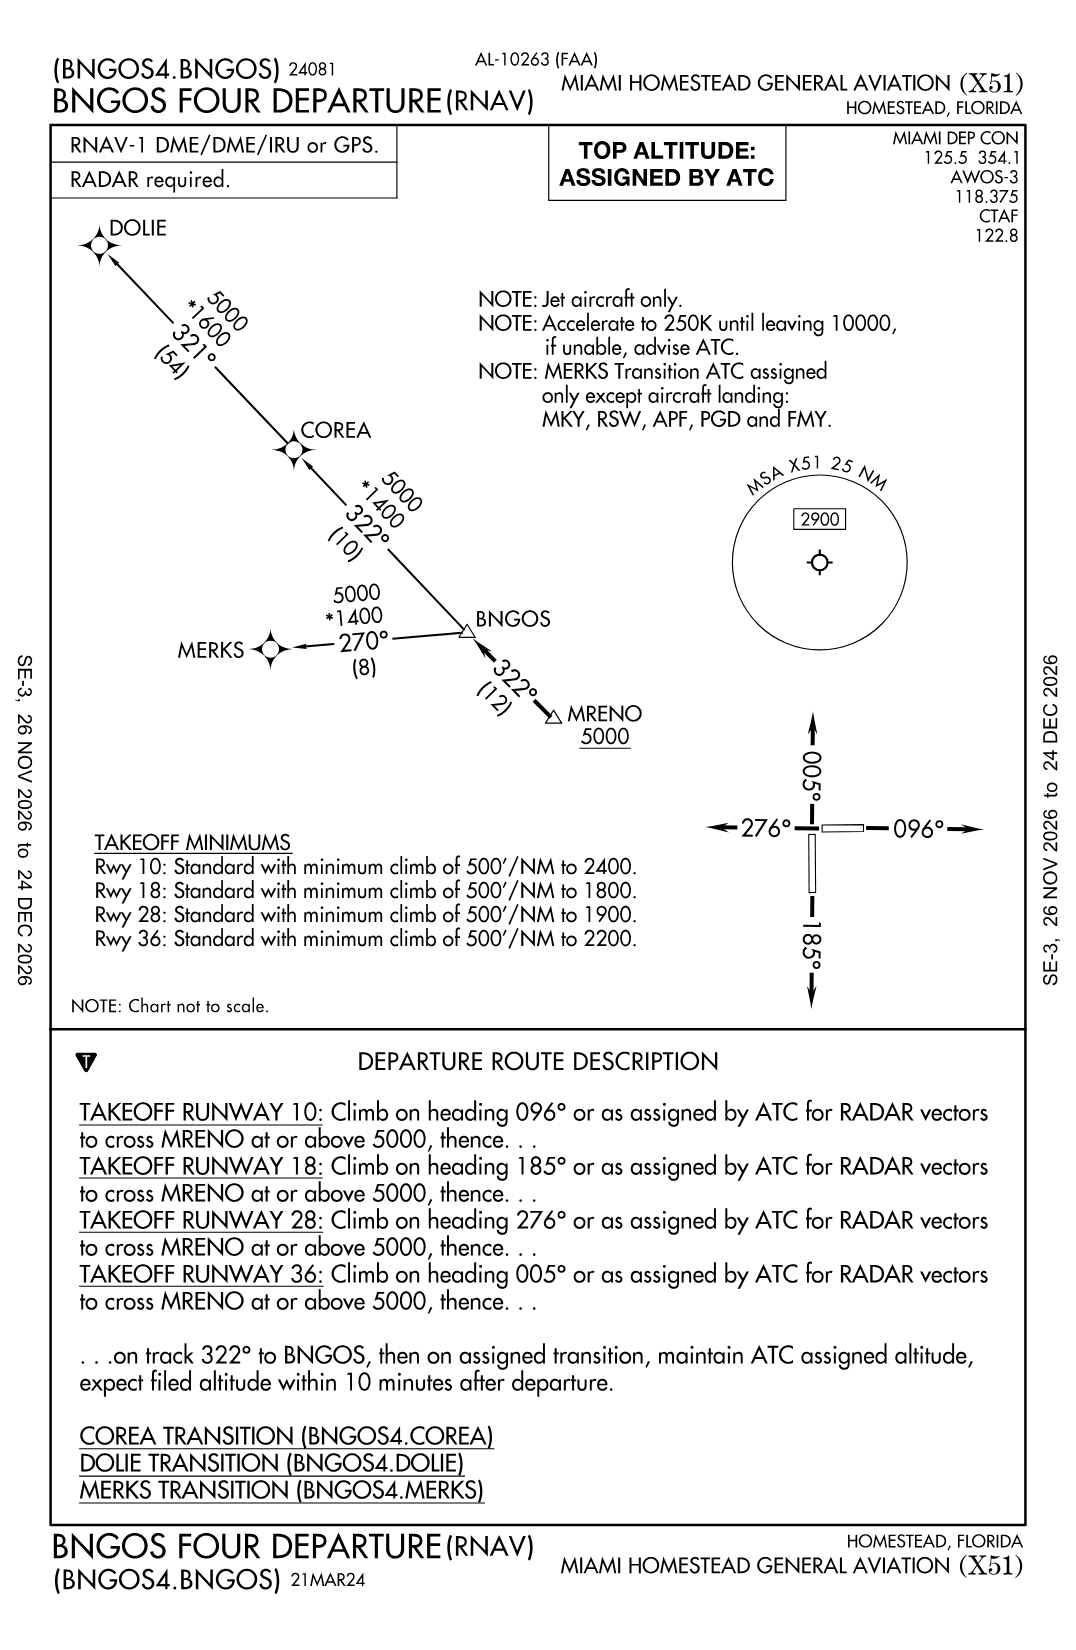 (BNGOS4.BNGOS) 24081
AL-10263 (FAA)
MIAMI HOMESTEAD GENERAL AVIATION (X51)
BNGOS FOUR DEPARTURE (RNAV)
HOMESTEAD, FLORIDA
RNAV-1 DME/DME/IRU or GPS.
RADAR required.
TOP ALTITUDE:
ASSIGNED BY ATC
MIAMI DEP CON
125.5 354.1
AWOS-3
118.375
CTAF
122.8
DOLIE
5000
*1600
321°
(54)
NOTE: Jet aircraft only.
NOTE: Accelerate to 250K until leaving 10000,
if unable, advise ATC.
NOTE: MERKS Transition ATC assigned
only except aircraft landing:
MKY, RSW, APF, PGD and FMY.
COREA
5000
*1400
322°
(10)
MSA X51 25 NM
2900
5000
*1400
270°
(8)
BNGOS
MERKS
322°
(12)
MRENO
5000
005°
276°
096°
185°
TAKEOFF MINIMUMS
Rwy 10: Standard with minimum climb of 500'/NM to 2400.
Rwy 18: Standard with minimum climb of 500'/NM to 1800.
Rwy 28: Standard with minimum climb of 500'/NM to 1900.
Rwy 36: Standard with minimum climb of 500'/NM to 2200.
NOTE: Chart not to scale.
SE-3, 26 NOV 2026 to 24 DEC 2026
SE-3, 26 NOV 2026 to 24 DEC 2026
T
DEPARTURE ROUTE DESCRIPTION
TAKEOFF RUNWAY 10: Climb on heading 096° or as assigned by ATC for RADAR vectors
to cross MRENO at or above 5000, thence. . .
TAKEOFF RUNWAY 18: Climb on heading 185° or as assigned by ATC for RADAR vectors
to cross MRENO at or above 5000, thence. . .
TAKEOFF RUNWAY 28: Climb on heading 276° or as assigned by ATC for RADAR vectors
to cross MRENO at or above 5000, thence. . .
TAKEOFF RUNWAY 36: Climb on heading 005° or as assigned by ATC for RADAR vectors
to cross MRENO at or above 5000, thence. . .
. . .on track 322° to BNGOS, then on assigned transition, maintain ATC assigned altitude,
expect filed altitude within 10 minutes after departure.
COREA TRANSITION (BNGOS4.COREA)
DOLIE TRANSITION (BNGOS4.DOLIE)
MERKS TRANSITION (BNGOS4.MERKS)
BNGOS FOUR DEPARTURE (RNAV)
HOMESTEAD, FLORIDA
(BNGOS4.BNGOS) 21MAR24
MIAMI HOMESTEAD GENERAL AVIATION (X51)